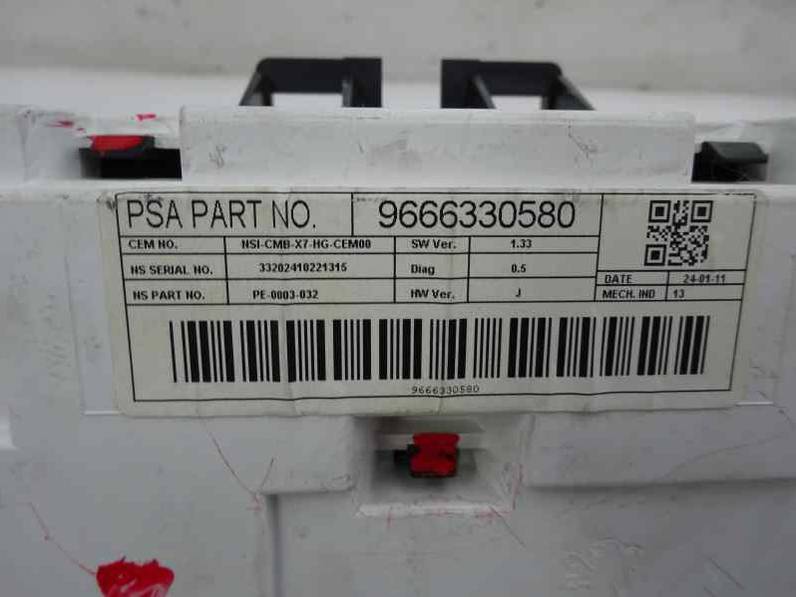 PSA PART NO. 9666330580
CEM NO. NSI-CMB-X7-HG-CEM00 SW Ver. 1.33
NS SERIAL NO. 33202410221315 Diag 0.5
DATE 24-01-11
NS PART NO. PE-0003-032 HW Ver. J
MECH. IND 13
9666330580